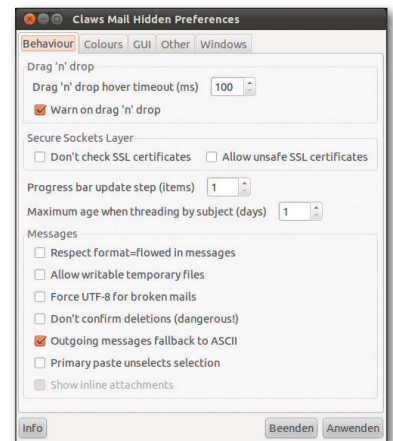 Claws Mail Hidden Preferences
Behaviour Colours GUI Other Windows
Drag 'n' drop
Drag 'n' drop hover timeout (ms) 100
Warn on drag 'n' drop
Secure Sockets Layer
Don't check SSL certificates Allow unsafe SSL certificates
Progress bar update step (items) 1
Maximum age when threading by subject (days) 1
Messages
Respect format=flowed in messages
Allow writable temporary files
Force UTF-8 for broken mails
Don't confirm deletions (dangerous!)
Outgoing messages fallback to ASCII
Primary paste unselects selection
Show inline attachments
Info Beenden Anwenden